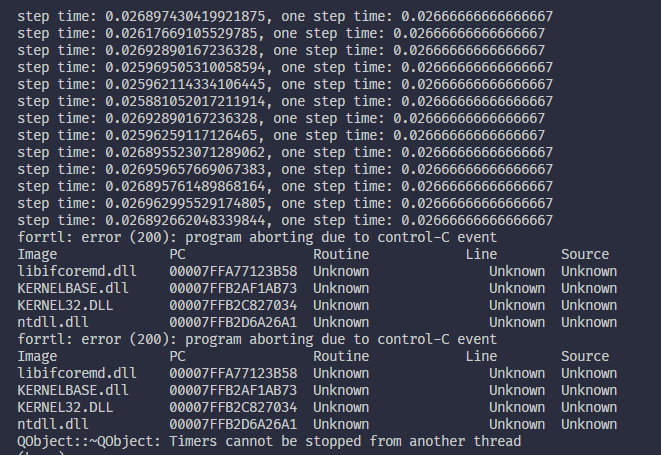 step time: 0.026897430419921875, one step time: 0.02666666666666667
step time: 0.02617669105529785, one step time: 0.02666666666666667
step time: 0.02692890167236328, one step time: 0.02666666666666667
step time: 0.025969505310058594, one step time: 0.02666666666666667
step time: 0.025962114334106445, one step time: 0.02666666666666667
step time: 0.025881052017211914, one step time: 0.02666666666666667
step time: 0.02692890167236328, one step time: 0.02666666666666667
step time: 0.02596259117126465, one step time: 0.02666666666666667
step time: 0.026895523071289062, one step time: 0.02666666666666667
step time: 0.026959657669067383, one step time: 0.02666666666666667
step time: 0.026895761489868164, one step time: 0.02666666666666667
step time: 0.026962995529174805, one step time: 0.02666666666666667
step time: 0.026892662048339844, one step time: 0.02666666666666667
forrtl: error (200): program aborting due to control-C event
Image PC Routine Line Source
libifcoremd.dll 00007FFA77123B58 Unknown Unknown Unknown
KERNELBASE.dll 00007FFB2AF1AB73 Unknown Unknown Unknown
KERNEL32.DLL 00007FFB2C827034 Unknown Unknown Unknown
ntdll.dll 00007FFB2D6A26A1 Unknown Unknown Unknown
forrtl: error (200): program aborting due to control-C event
Image PC Routine Line Source
libifcoremd.dll 00007FFA77123B58 Unknown Unknown Unknown
KERNELBASE.dll 00007FFB2AF1AB73 Unknown Unknown Unknown
KERNEL32.DLL 00007FFB2C827034 Unknown Unknown Unknown
ntdll.dll 00007FFB2D6A26A1 Unknown Unknown Unknown
QObject::~QObject: Timers cannot be stopped from another thread